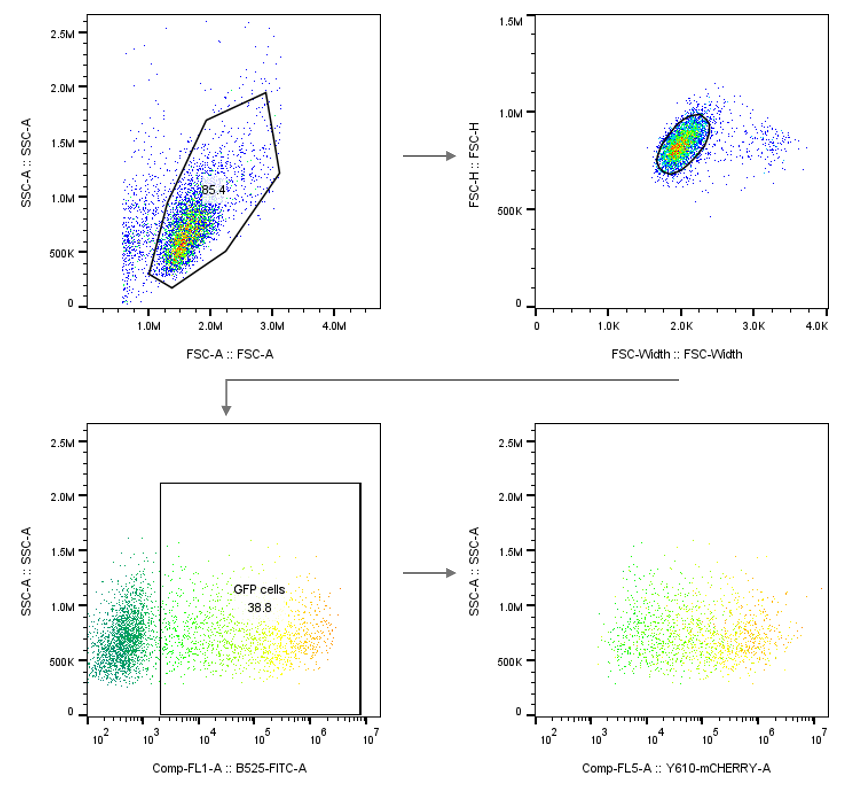 2.5M
2.0M
1.5M
1.0M
500K
0
SSC-A :: SSC-A
85.4
1.0M 2.0M 3.0M 4.0M
FSC-A :: FSC-A
1.5M
1.0M
500K
0
FSC-H :: FSC-H
0 1.0K 2.0K 3.0K 4.0K
FSC-Width :: FSC-Width
2.5M
2.0M
1.5M
1.0M
500K
0
SSC-A :: SSC-A
GFP cells
38.8
10^2 10^3 10^4 10^5 10^6 10^7
Comp-FL1-A :: B525-FITC-A
2.5M
2.0M
1.5M
1.0M
500K
0
SSC-A :: SSC-A
10^2 10^3 10^4 10^5 10^6 10^7
Comp-FL5-A :: Y610-mCHERRY-A